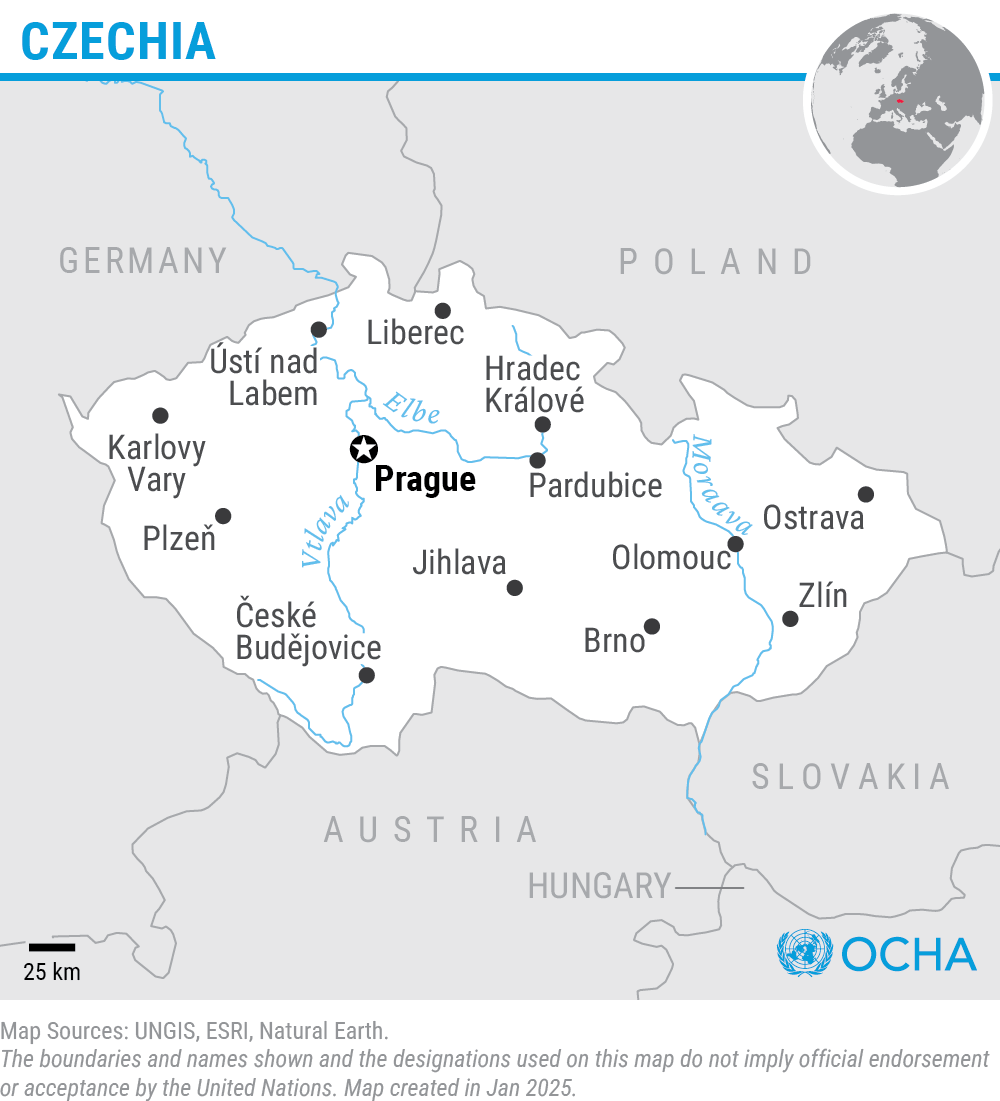 CZECHIA
GERMANY
POLAND
Liberec
Ústí nad
Labem
Hradec
Králové
Elbe
Karlovy
Vary
Prague
Pardubice
Moraava
Ostrava
Plzeň
Vtlava
Jihlava
Olomouc
Zlín
České
Budějovice
Brno
SLOVAKIA
AUSTRIA
HUNGARY
25 km
OCHA
Map Sources: UNGIS, ESRI, Natural Earth.
The boundaries and names shown and the designations used on this map do not imply official endorsement
or acceptance by the United Nations. Map created in Jan 2025.